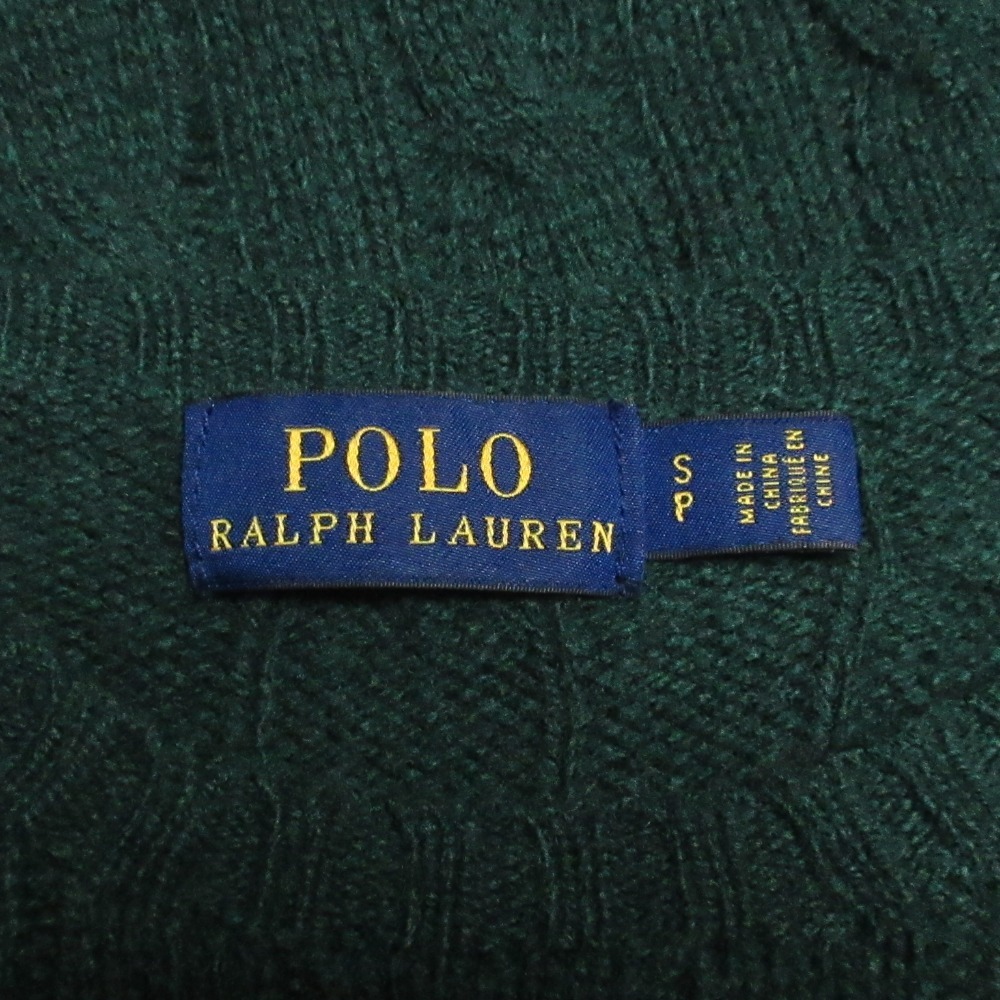 POLO
RALPH LAUREN
S
P
MADE IN
CHINA
FABRIQUÉ EN
CHINE